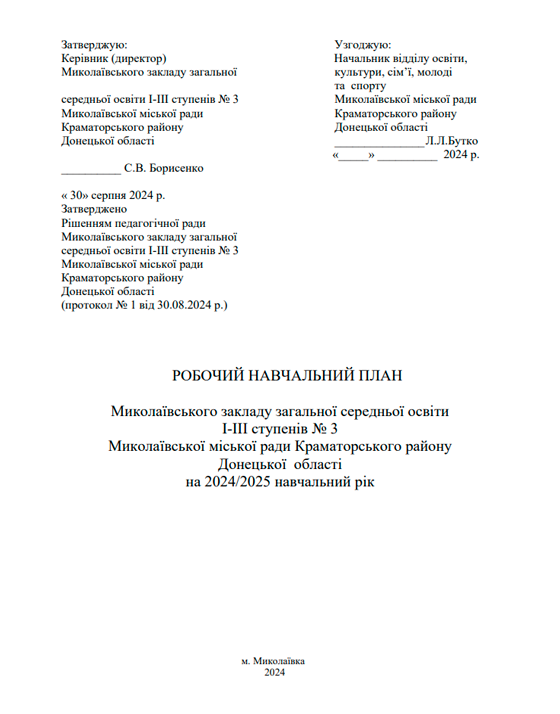 Затверджую:
Керівник (директор)
Миколаївського закладу загальної
середньої освіти І-ІІІ ступенів № 3
Миколаївської міської ради
Краматорського району
Донецької області
__________ С.В. Борисенко
« 30» серпня 2024 р.
Затверджено
Рішенням педагогічної ради
Миколаївського закладу загальної
середньої освіти І-ІІІ ступенів № 3
Миколаївської міської ради
Краматорського району
Донецької області
(протокол № 1 від 30.08.2024 р.)
Узгоджую:
Начальник відділу освіти,
культури, сім’ї, молоді
та спорту
Миколаївської міської ради
Краматорського району
Донецької області
_______________Л.Л.Бутко
«_____» __________ 2024 р.
РОБОЧИЙ НАВЧАЛЬНИЙ ПЛАН
Миколаївського закладу загальної середньої освіти
І-ІІІ ступенів № 3
Миколаївської міської ради Краматорського району
Донецької області
на 2024/2025 навчальний рік
м. Миколаївка
2024